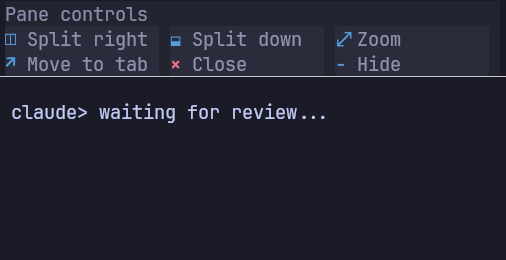 Pane controls
Split right Split down Zoom
Move to tab × Close - Hide
claude> waiting for review...